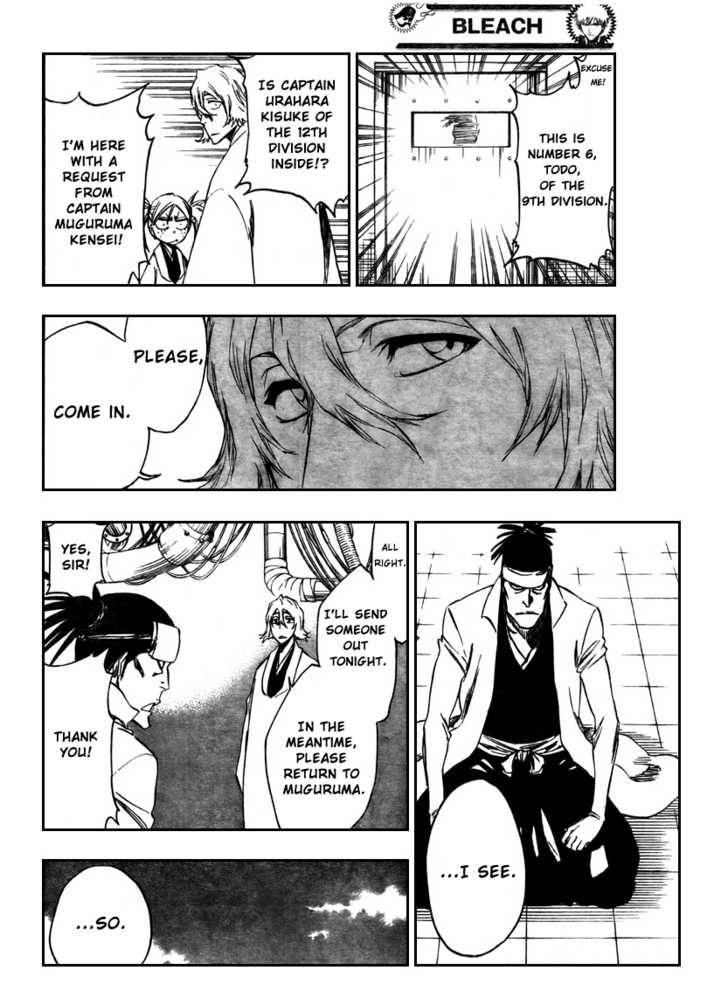 BLEACH
EXCUSE
ME!
THIS IS
NUMBER 6,
TODO,
OF THE
9TH DIVISION.
IS CAPTAIN
URAHARA
KISUKE OF
THE 12TH
DIVISION
INSIDE!?
I'M HERE
WITH A
REQUEST
FROM
CAPTAIN
MUGURUMA
KENSEI!
PLEASE,
COME IN.
...I SEE.
ALL
RIGHT.
I'LL SEND
SOMEONE
OUT
TONIGHT.
IN THE
MEANTIME,
PLEASE
RETURN TO
MUGURUMA.
YES,
SIR!
THANK
YOU!
...SO.